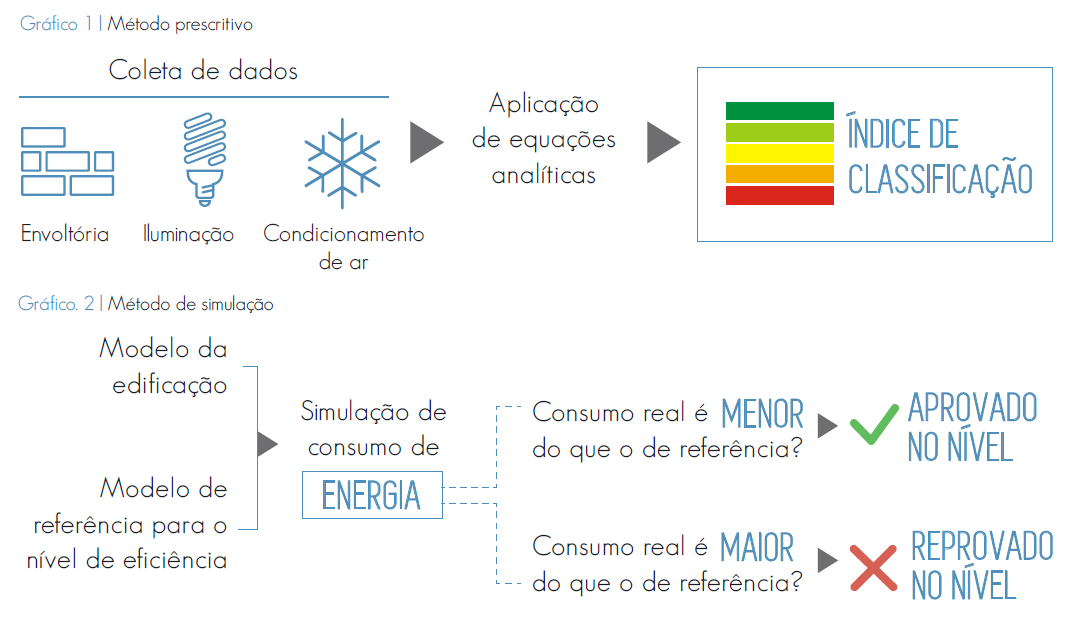 Gráfico 1 | Método prescritivo
Coleta de dados
Envoltória
Iluminação
Condicionamento
de ar
Aplicação
de equações
analíticas
ÍNDICE DE
CLASSIFICAÇÃO
Gráfico. 2 | Método de simulação
Modelo da
edificação
Modelo de
referência para o
nível de eficiência
Simulação de
consumo de
ENERGIA
Consumo real é MENOR
do que o de referência?
APROVADO
NO NÍVEL
Consumo real é MAIOR
do que o de referência?
REPROVADO
NO NÍVEL